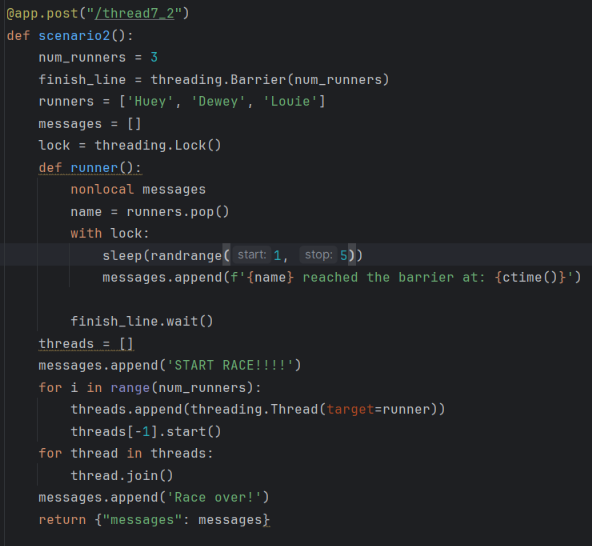 @app.post("/thread7_2")
def scenario2():
    num_runners = 3
    finish_line = threading.Barrier(num_runners)
    runners = ['Huey', 'Dewey', 'Louie']
    messages = []
    lock = threading.Lock()
    def runner():
        nonlocal messages
        name = runners.pop()
        with lock:
            sleep(randrange( start: 1, stop: 5))
            messages.append(f'{name} reached the barrier at: {ctime()}')

        finish_line.wait()
    threads = []
    messages.append('START RACE!!!!')
    for i in range(num_runners):
        threads.append(threading.Thread(target=runner))
        threads[-1].start()
    for thread in threads:
        thread.join()
    messages.append('Race over!')
    return {"messages": messages}